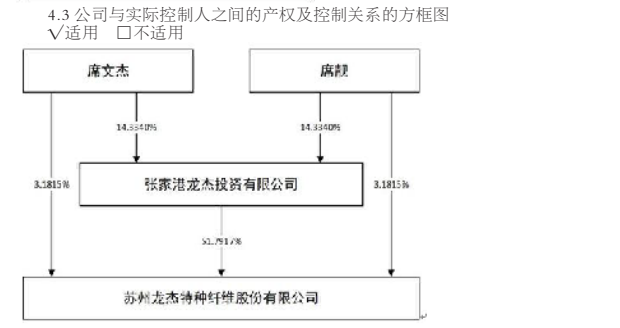 4.3 公司与实际控制人之间的产权及控制关系的方框图
√适用 □不适用
席文杰
席靓
14.3340%
14.3340%
3.1815%
张家港龙杰投资有限公司
3.1815%
51.7917%
苏州龙杰特种纤维股份有限公司